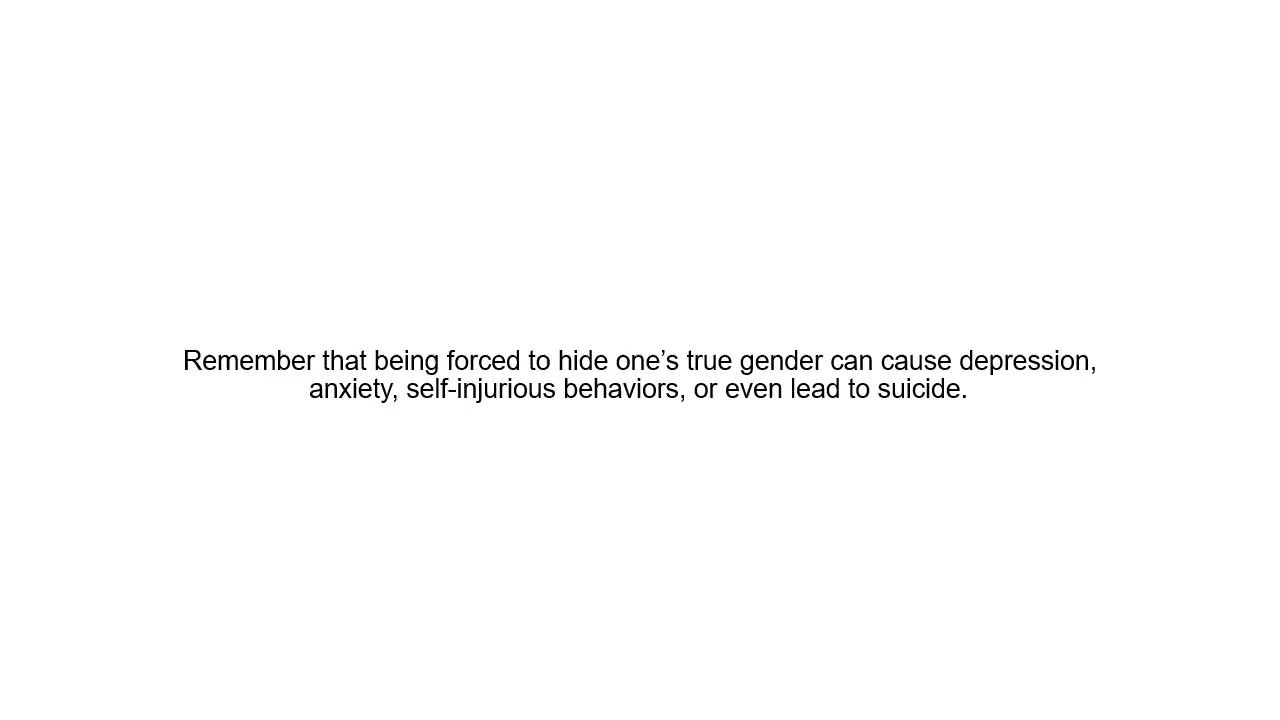 Remember that being forced to hide one’s true gender can cause depression,
anxiety, self-injurious behaviors, or even lead to suicide.